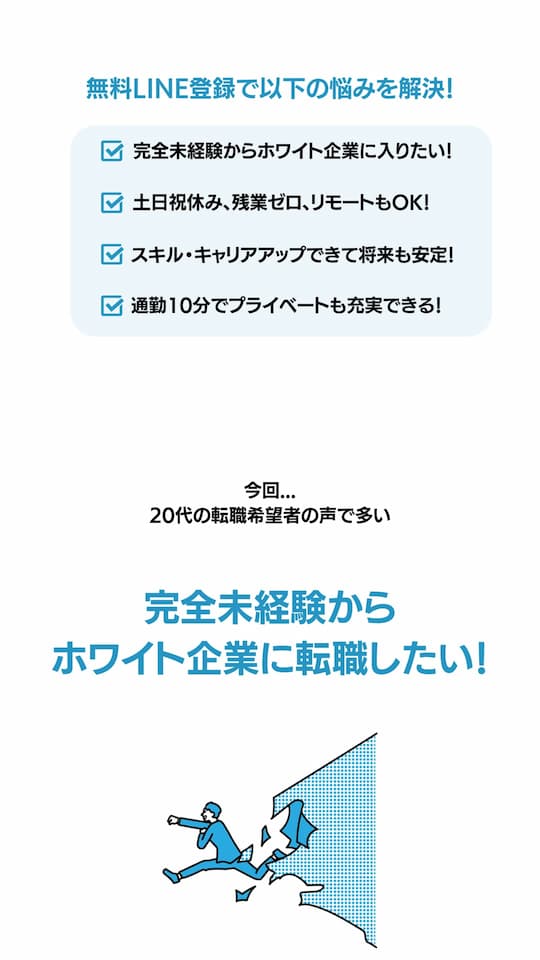 無料LINE登録で以下の悩みを解決!
完全未経験からホワイト企業に入りたい!
土日祝休み、残業ゼロ、リモートもOK!
スキル・キャリアアップできて将来も安定!
通勤10分でプライベートも充実できる!
今回...
20代の転職希望者の声で多い
完全未経験から
ホワイト企業に転職したい!